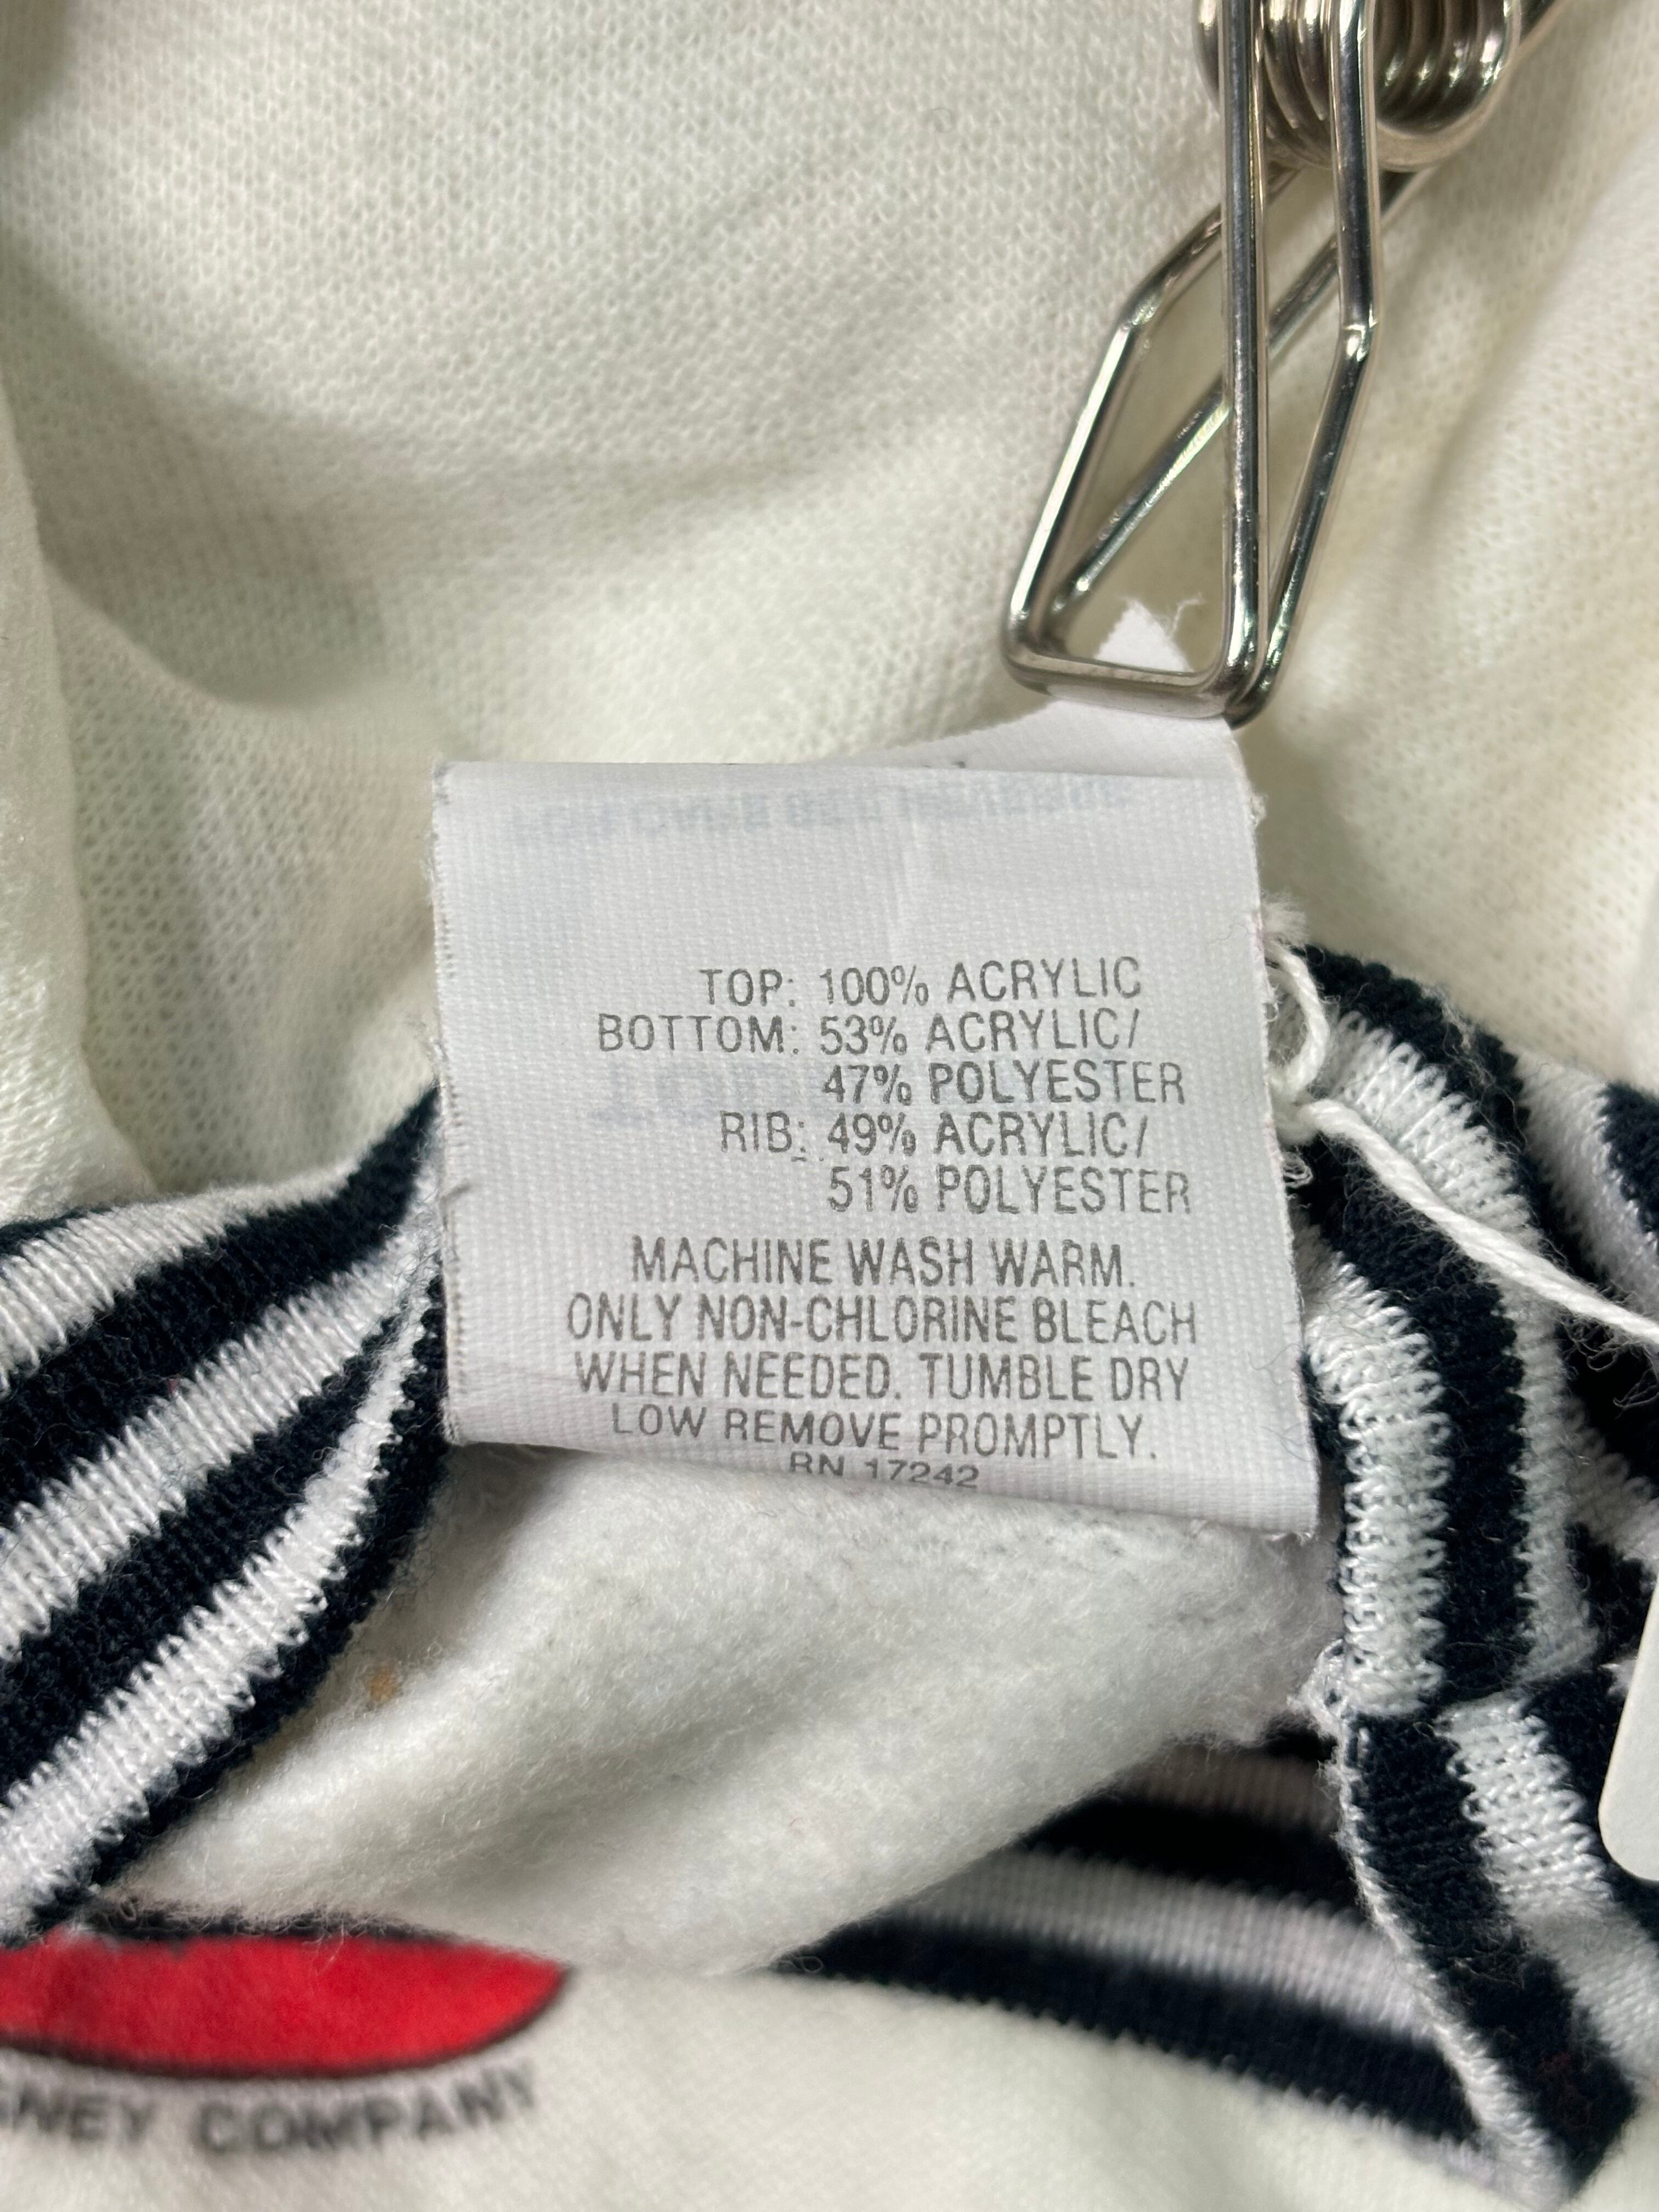 TOP: 100% ACRYLIC
BOTTOM: 53% ACRYLIC/
47% POLYESTER
RIB: 49% ACRYLIC/
51% POLYESTER
MACHINE WASH WARM.
ONLY NON-CHLORINE BLEACH
WHEN NEEDED. TUMBLE DRY
LOW REMOVE PROMPTLY.
RN 17242
NEY COMPANY